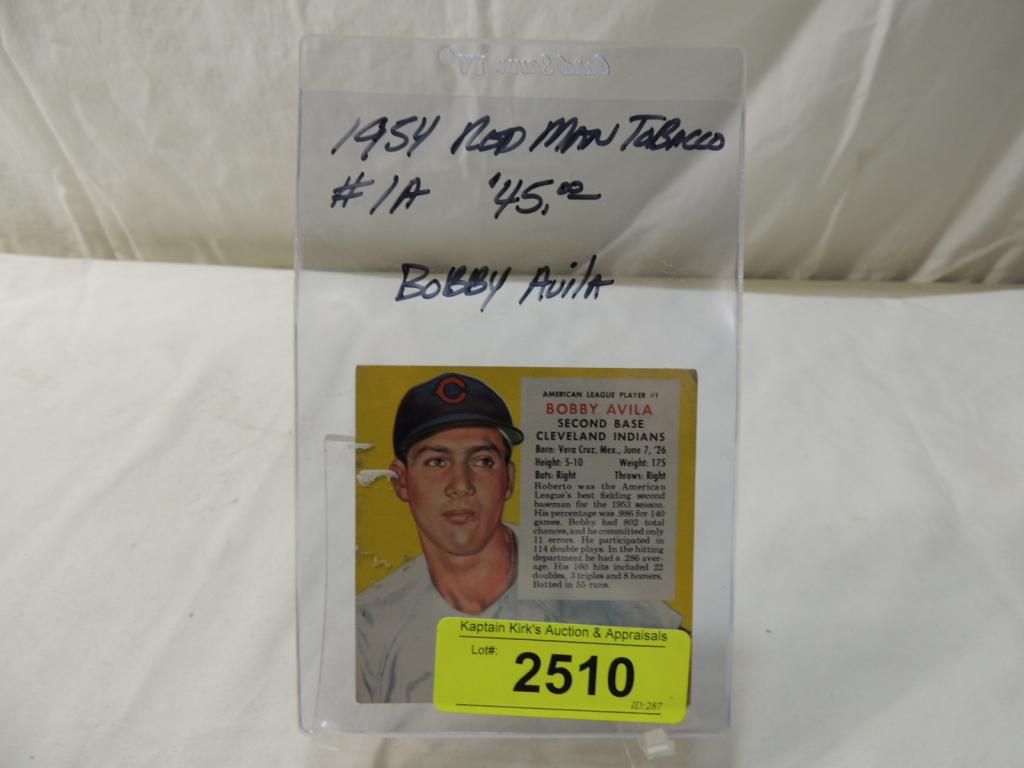 Card Saver IV®
1954 RED MAN TOBACCO
#1A $45.00
BOBBY AvilA
C
AMERICAN LEAGUE PLAYER #1
BOBBY AVILA
SECOND BASE
CLEVELAND INDIANS
Born: Vera Cruz, Mex., June 7, '26
Height: 5-10 Weight: 175
Bats: Right Throws: Right
Roberto was the American
League's best fielding second
baseman for the 1953 season.
His percentage was .986 for 140
games. Bobby had 802 total
chances, and he committed only
11 errors. He participated in
114 double plays. In the hitting
department he had a .286 aver-
age. His 160 hits included 22
doubles, 3 triples and 8 homers.
Batted in 55 runs.
Kaptain Kirk's Auction & Appraisals
Lot#: 2510
ID:287